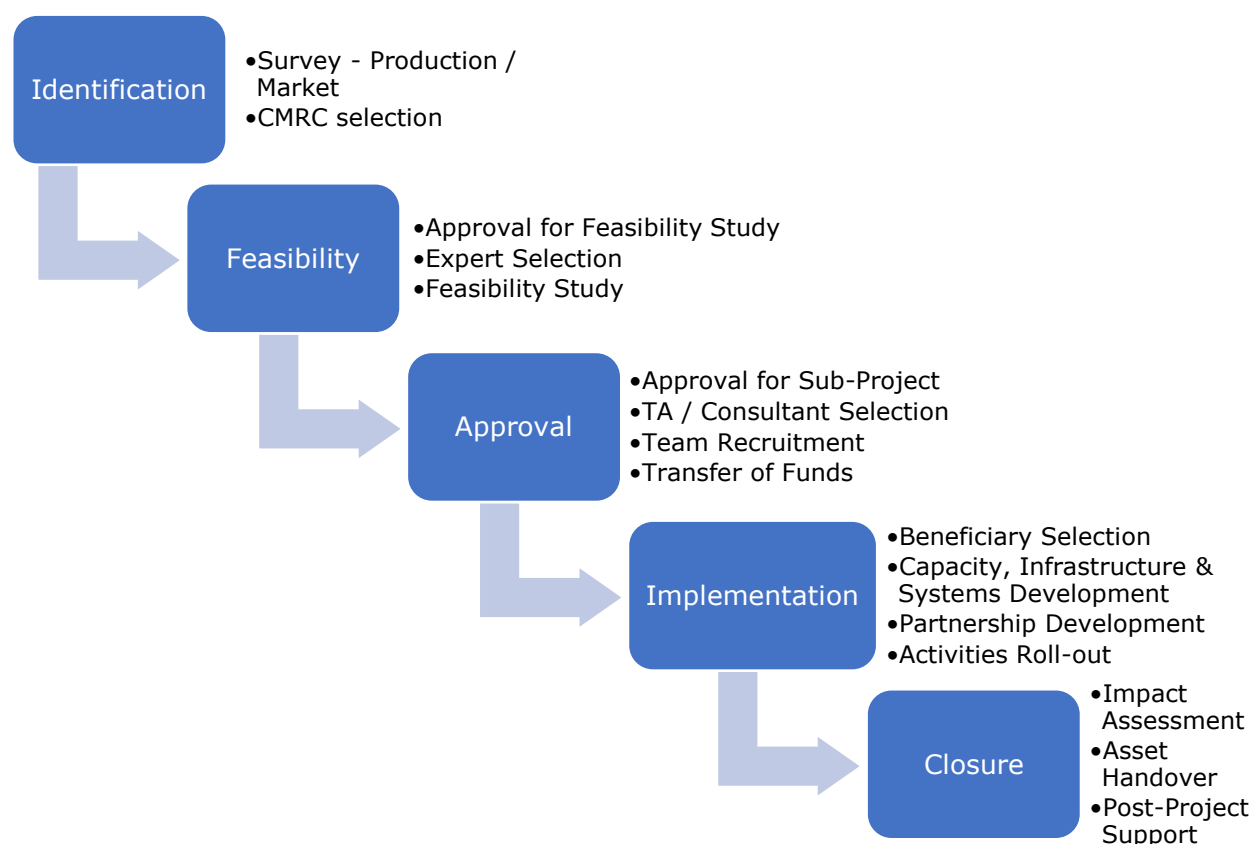 Identification
•Survey - Production /
Market
•CMRC selection
Feasibility
•Approval for Feasibility Study
•Expert Selection
•Feasibility Study
Approval
•Approval for Sub-Project
•TA / Consultant Selection
•Team Recruitment
•Transfer of Funds
Implementation
•Beneficiary Selection
•Capacity, Infrastructure &
Systems Development
•Partnership Development
•Activities Roll-out
Closure
•Impact
Assessment
•Asset
Handover
•Post-Project
Support